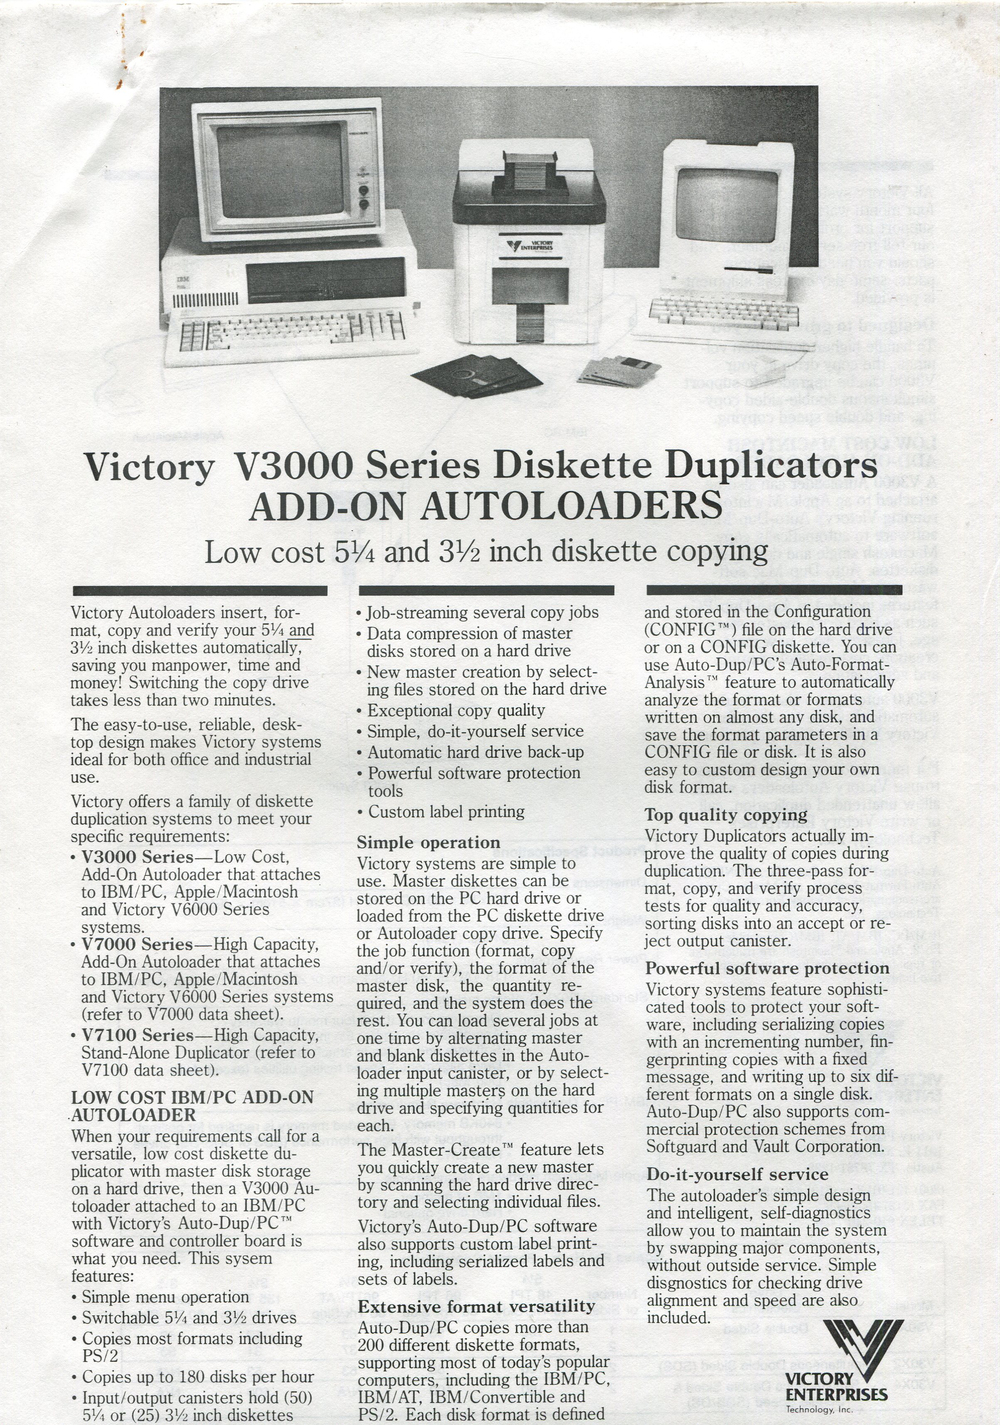 IBM
VICTORY
ENTERPRISES
Victory V3000 Series Diskette Duplicators
ADD-ON AUTOLOADERS
Low cost 5¼ and 3½ inch diskette copying
Victory Autoloaders insert, for-
mat, copy and verify your 5¼ and
3½ inch diskettes automatically,
saving you manpower, time and
money! Switching the copy drive
takes less than two minutes.
The easy-to-use, reliable, desk-
top design makes Victory systems
ideal for both office and industrial
use.
Victory offers a family of diskette
duplication systems to meet your
specific requirements:
• V3000 Series—Low Cost,
Add-On Autoloader that attaches
to IBM/PC, Apple/Macintosh
and Victory V6000 Series
systems.
• V7000 Series—High Capacity,
Add-On Autoloader that attaches
to IBM/PC, Apple/Macintosh
and Victory V6000 Series systems
(refer to V7000 data sheet).
• V7100 Series—High Capacity,
Stand-Alone Duplicator (refer to
V7100 data sheet).
LOW COST IBM/PC ADD-ON
AUTOLOADER
When your requirements call for a
versatile, low cost diskette du-
plicator with master disk storage
on a hard drive, then a V3000 Au-
toloader attached to an IBM/PC
with Victory's Auto-Dup/PC™
software and controller board is
what you need. This sysem
features:
• Simple menu operation
• Switchable 5¼ and 3½ drives
• Copies most formats including
PS/2
• Copies up to 180 disks per hour
• Input/output canisters hold (50)
5¼ or (25) 3½ inch diskettes
• Job-streaming several copy jobs
• Data compression of master
disks stored on a hard drive
• New master creation by select-
ing files stored on the hard drive
• Exceptional copy quality
• Simple, do-it-yourself service
• Automatic hard drive back-up
• Powerful software protection
tools
• Custom label printing
Simple operation
Victory systems are simple to
use. Master diskettes can be
stored on the PC hard drive or
loaded from the PC diskette drive
or Autoloader copy drive. Specify
the job function (format, copy
and/or verify), the format of the
master disk, the quantity re-
quired, and the system does the
rest. You can load several jobs at
one time by alternating master
and blank diskettes in the Auto-
loader input canister, or by select-
ing multiple masters on the hard
drive and specifying quantities for
each.
The Master-Create™ feature lets
you quickly create a new master
by scanning the hard drive direc-
tory and selecting individual files.
Victory's Auto-Dup/PC software
also supports custom label print-
ing, including serialized labels and
sets of labels.
Extensive format versatility
Auto-Dup/PC copies more than
200 different diskette formats,
supporting most of today's popular
computers, including the IBM/PC,
IBM/AT, IBM/Convertible and
PS/2. Each disk format is defined
and stored in the Configuration
(CONFIG™) file on the hard drive
or on a CONFIG diskette. You can
use Auto-Dup/PC's Auto-Format-
Analysis™ feature to automatically
analyze the format or formats
written on almost any disk, and
save the format parameters in a
CONFIG file or disk. It is also
easy to custom design your own
disk format.
Top quality copying
Victory Duplicators actually im-
prove the quality of copies during
duplication. The three-pass for-
mat, copy, and verify process
tests for quality and accuracy,
sorting disks into an accept or re-
ject output canister.
Powerful software protection
Victory systems feature sophisti-
cated tools to protect your soft-
ware, including serializing copies
with an incrementing number, fin-
gerprinting copies with a fixed
message, and writing up to six dif-
ferent formats on a single disk.
Auto-Dup/PC also supports com-
mercial protection schemes from
Softguard and Vault Corporation.
Do-it-yourself service
The autoloader's simple design
and intelligent, self-diagnostics
allow you to maintain the system
by swapping major components,
without outside service. Simple
disgnostics for checking drive
alignment and speed are also
included.
VICTORY
ENTERPRISES
Technology, Inc.